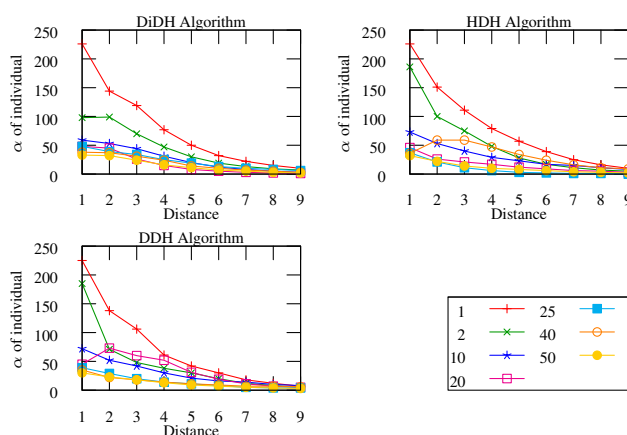 DiDH Algorithm
250
200
150
100
50
0
α of individual
1 2 3 4 5 6 7 8 9
Distance
HDH Algorithm
250
200
150
100
50
0
α of individual
1 2 3 4 5 6 7 8 9
Distance
DDH Algorithm
250
200
150
100
50
0
α of individual
1 2 3 4 5 6 7 8 9
Distance
1 25
2 40
10 50
20